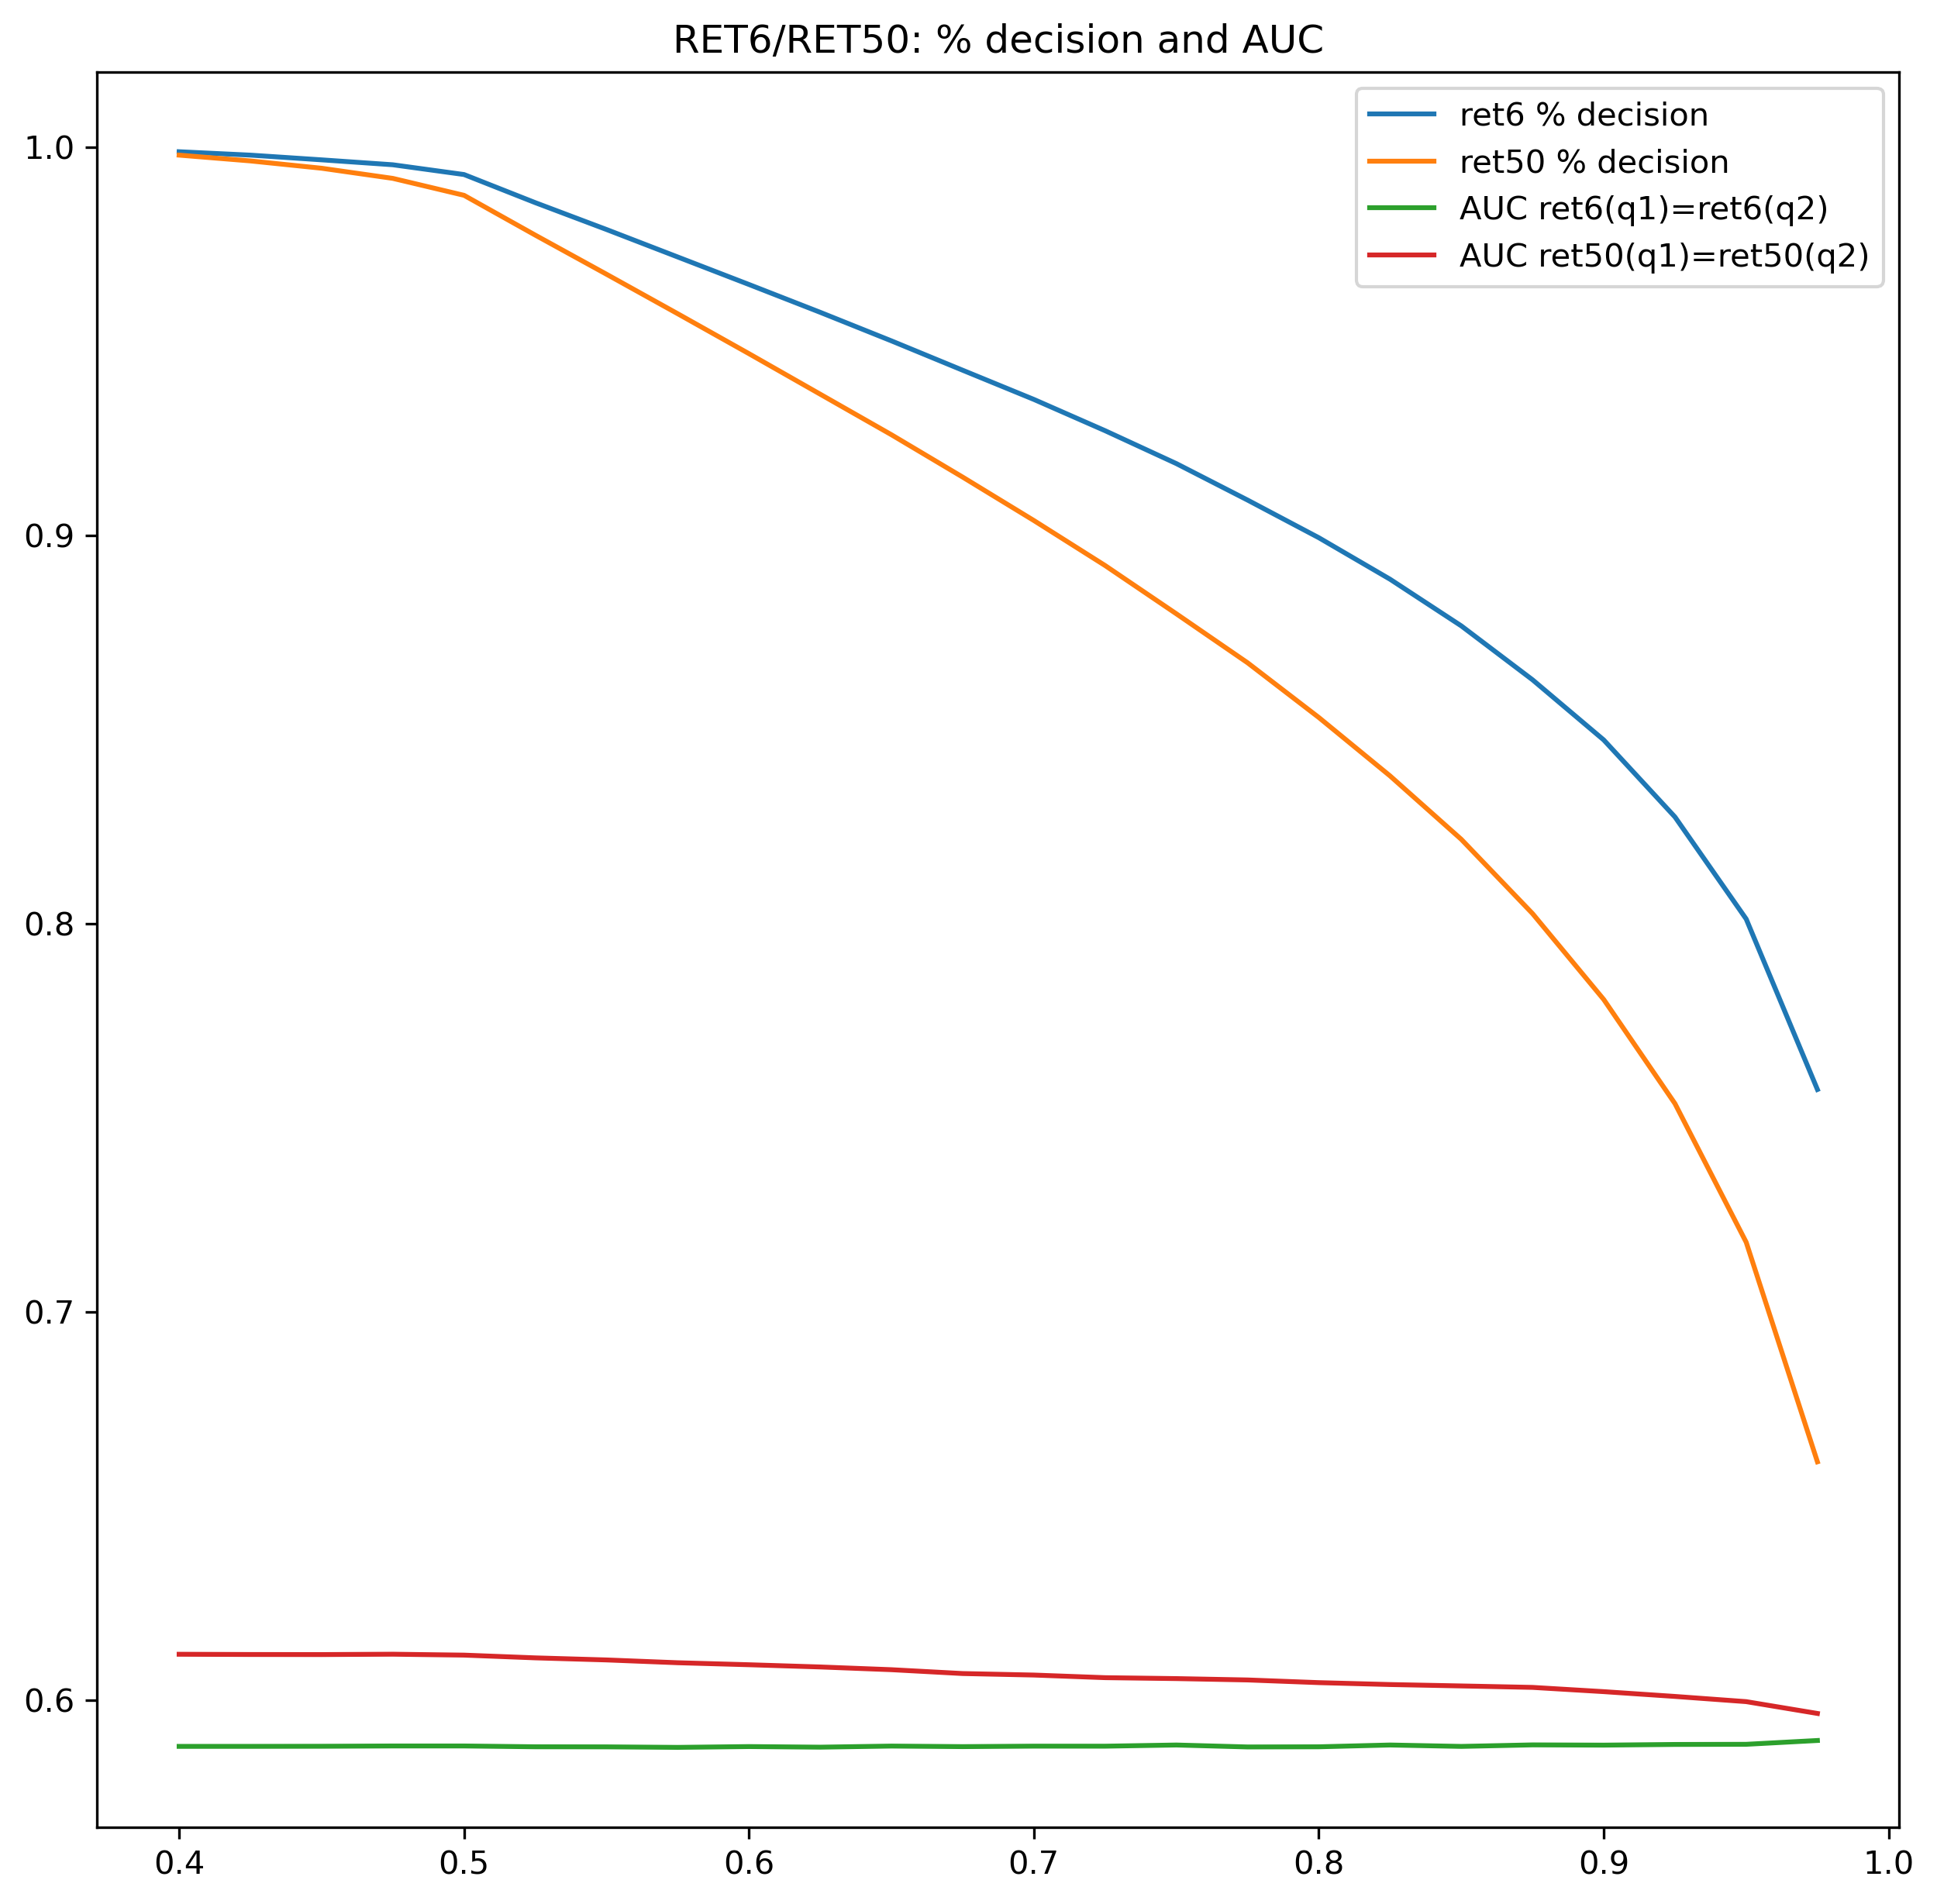 RET6/RET50: % decision and AUC
ret6 % decision
ret50 % decision
AUC ret6(q1)=ret6(q2)
AUC ret50(q1)=ret50(q2)
1.0
0.9
0.8
0.7
0.6
0.4 0.5 0.6 0.7 0.8 0.9 1.0